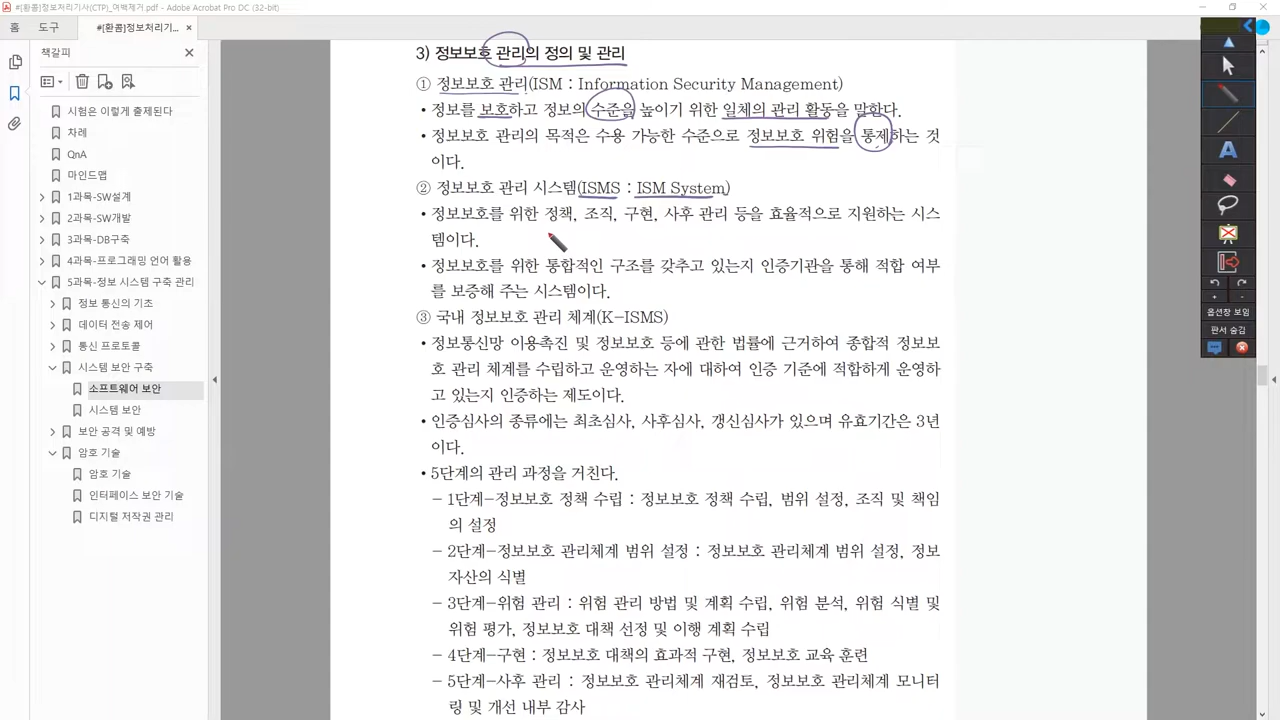 #[환콤]정보처리기사(CTP)_여백제거.pdf - Adobe Acrobat Pro DC (32-bit)
홈 도구 #[환콤]정보처리기... ×
책갈피
시험은 이렇게 출제된다
차례
QnA
마인드맵
1과목-SW설계
2과목-SW개발
3과목-DB구축
4과목-프로그래밍 언어 활용
5과목-정보 시스템 구축 관리
정보 통신의 기초
데이터 전송 제어
통신 프로토콜
시스템 보안 구축
소프트웨어 보안
시스템 보안
보안 공격 및 예방
암호 기술
암호 기술
인터페이스 보안 기술
디지털 저작권 관리
3) 정보보호 관리의 정의 및 관리
① 정보보호 관리(ISM : Information Security Management)
• 정보를 보호하고 정보의 수준을 높이기 위한 일체의 관리 활동을 말한다.
• 정보보호 관리의 목적은 수용 가능한 수준으로 정보보호 위험을 통제하는 것
이다.
② 정보보호 관리 시스템(ISMS : ISM System)
• 정보보호를 위한 정책, 조직, 구현, 사후 관리 등을 효율적으로 지원하는 시스
템이다.
• 정보보호를 위한 통합적인 구조를 갖추고 있는지 인증기관을 통해 적합 여부
를 보증해 주는 시스템이다.
③ 국내 정보보호 관리 체계(K-ISMS)
• 정보통신망 이용촉진 및 정보보호 등에 관한 법률에 근거하여 종합적 정보보
호 관리 체계를 수립하고 운영하는 자에 대하여 인증 기준에 적합하게 운영하
고 있는지 인증하는 제도이다.
• 인증심사의 종류에는 최초심사, 사후심사, 갱신심사가 있으며 유효기간은 3년
이다.
• 5단계의 관리 과정을 거친다.
- 1단계-정보보호 정책 수립 : 정보보호 정책 수립, 범위 설정, 조직 및 책임
의 설정
- 2단계-정보보호 관리체계 범위 설정 : 정보보호 관리체계 범위 설정, 정보
자산의 식별
- 3단계-위험 관리 : 위험 관리 방법 및 계획 수립, 위험 분석, 위험 식별 및
위험 평가, 정보보호 대책 선정 및 이행 계획 수립
- 4단계-구현 : 정보보호 대책의 효과적 구현, 정보보호 교육 훈련
- 5단계-사후 관리 : 정보보호 관리체계 재검토, 정보보호 관리체계 모니터
링 및 개선 내부 감사
옵션창 보임
판서 숨김